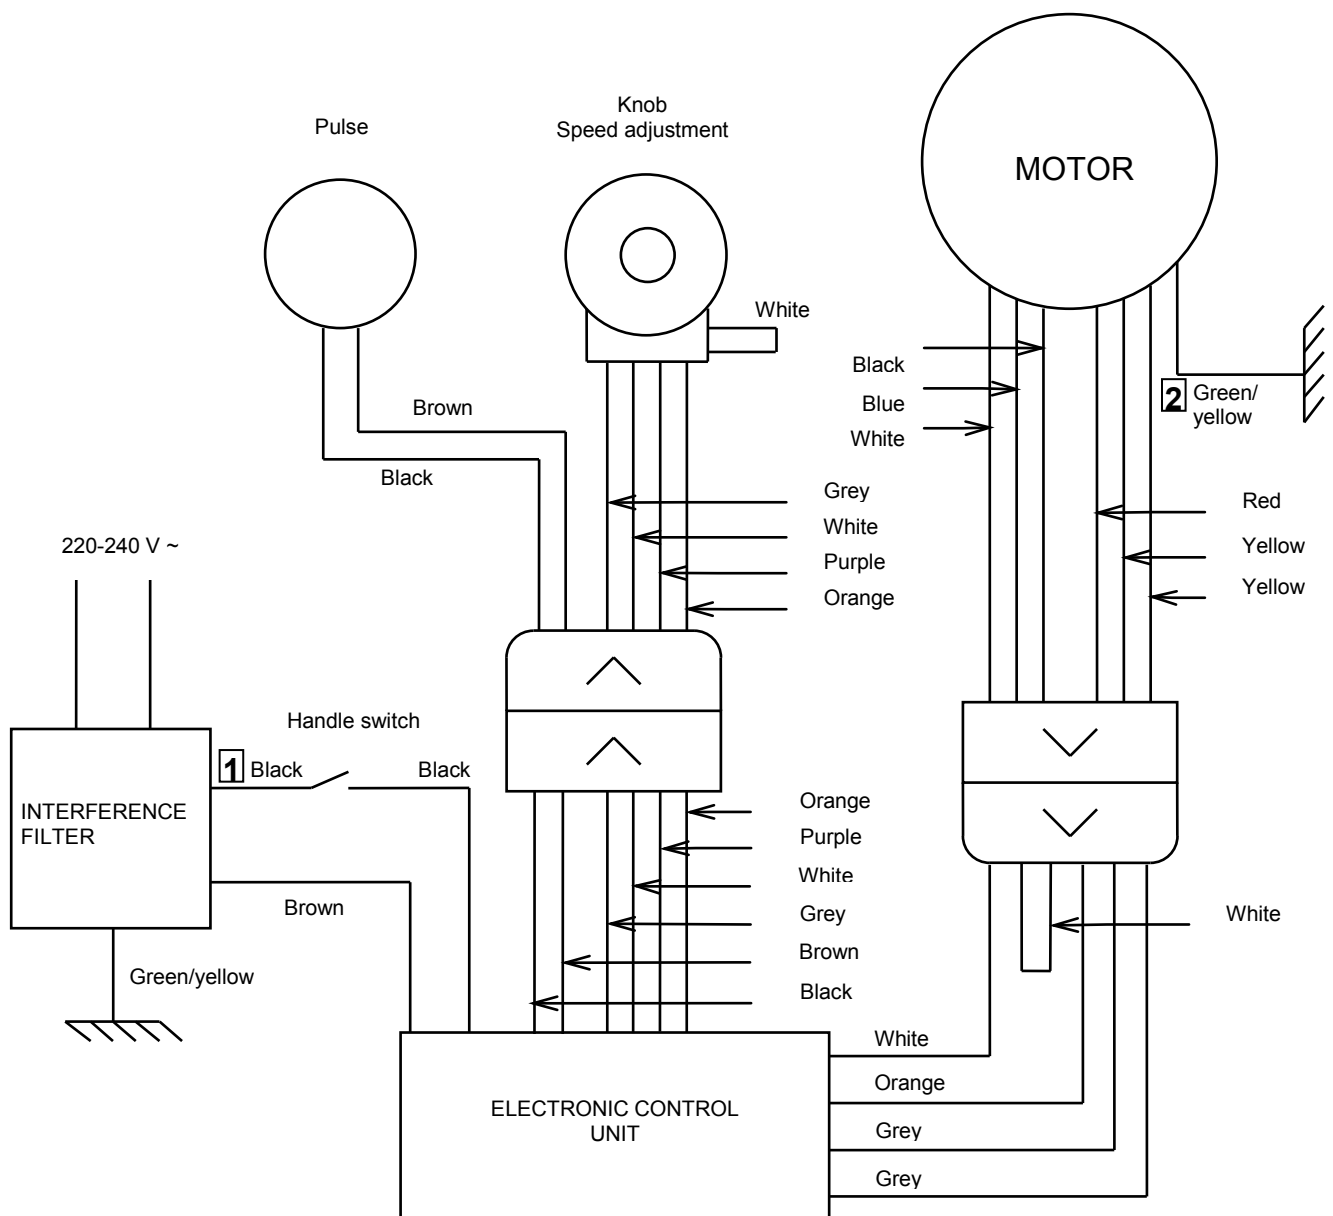 Pulse
Knob
Speed adjustment
MOTOR
White
Black
Blue
White
2 Green/
yellow
Brown
Black
Grey
White
Purple
Orange
Red
Yellow
Yellow
220-240 V ~
Handle switch
1 Black
Black
INTERFERENCE
FILTER
Brown
Green/yellow
Orange
Purple
White
Grey
Brown
Black
White
White
Orange
Grey
Grey
ELECTRONIC CONTROL
UNIT